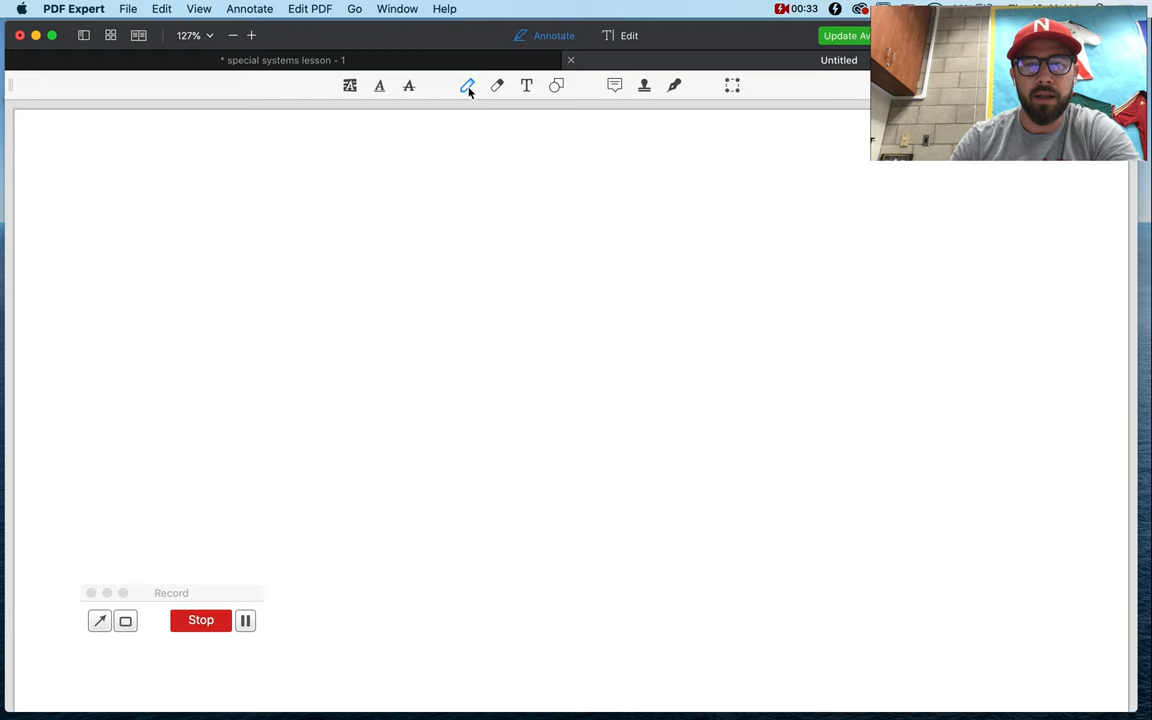 PDF Expert File Edit View Annotate Edit PDF Go Window Help 00:33
127% Annotate T| Edit Update Av
* special systems lesson - 1 Untitled
A A A T
N
Record
Stop